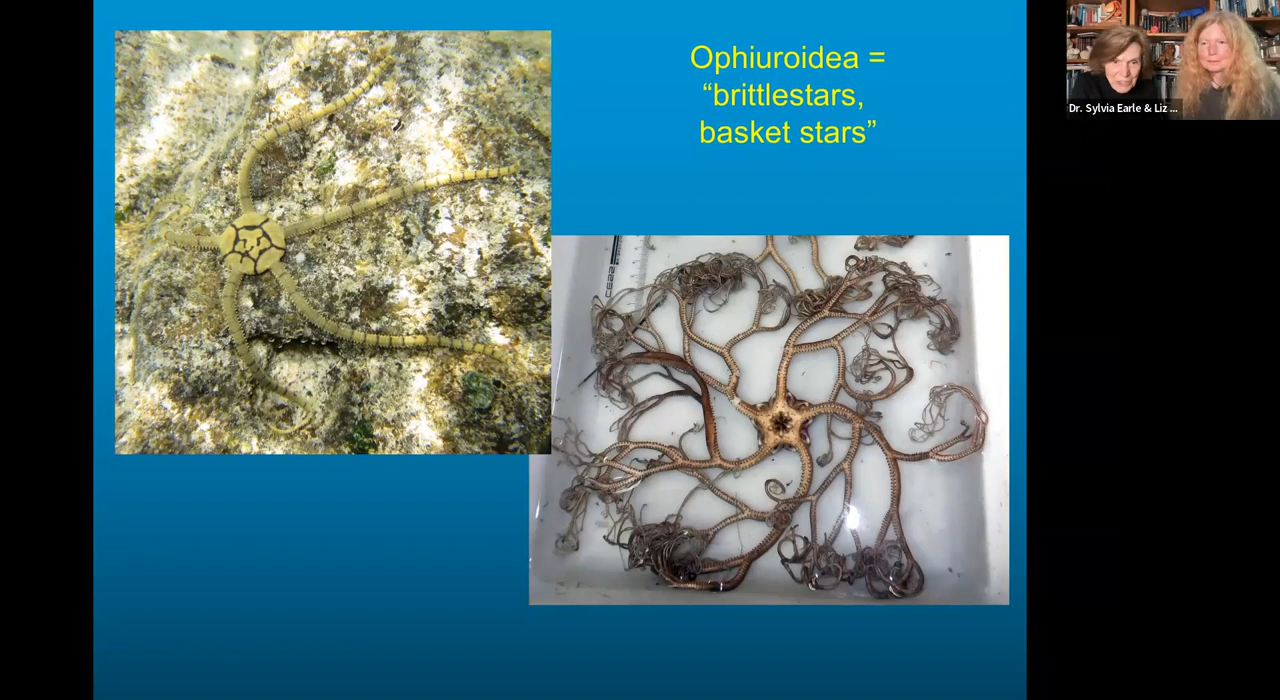 Ophiuroidea =
“brittlestars,
basket stars”
Dr. Sylvia Earle & Liz ...